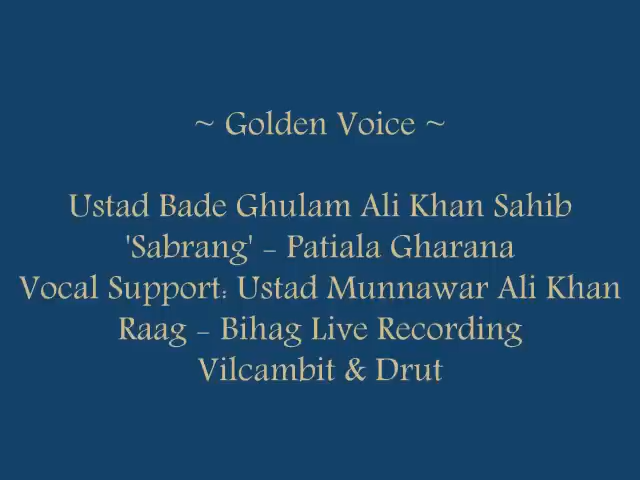 ~ Golden Voice ~
Ustad Bade Ghulam Ali Khan Sahib
'Sabrang' - Patiala Gharana
Vocal Support: Ustad Munnawar Ali Khan
Raag - Bihag Live Recording
Vilcambit & Drut